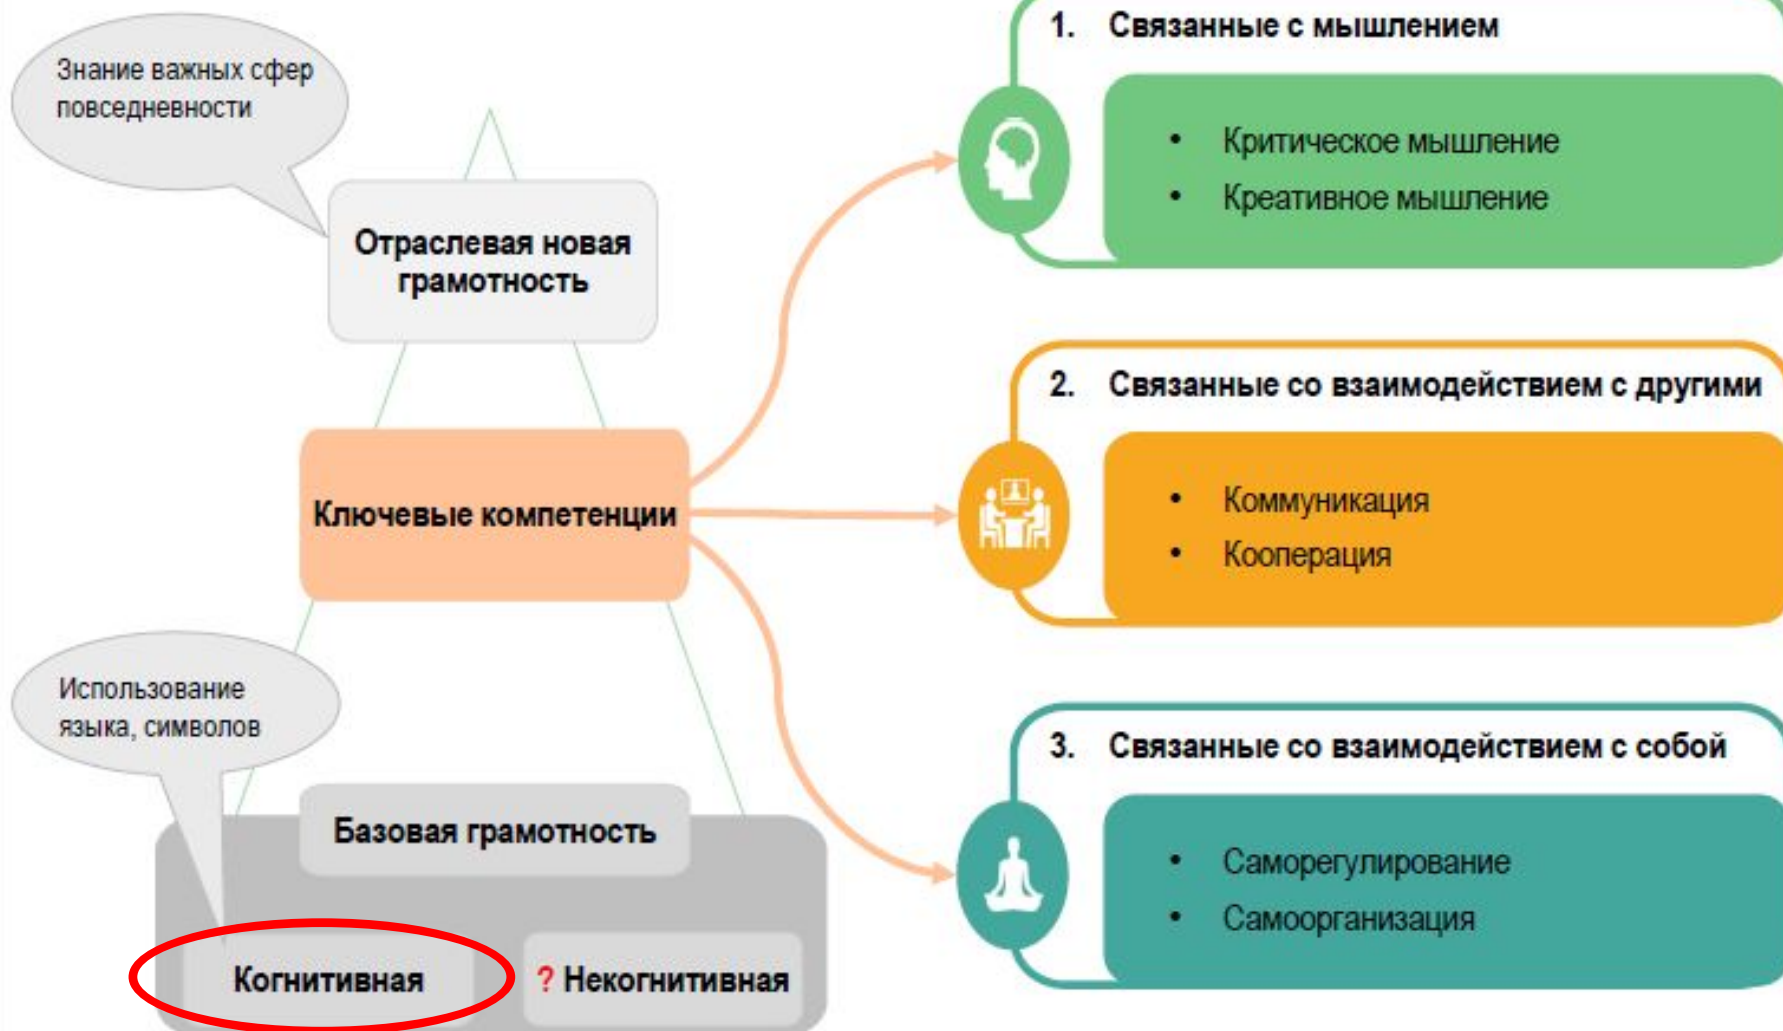 Знание важных сфер
повседневности
Отраслевая новая
грамотность
Ключевые компетенции
Использование
языка, символов
Базовая грамотность
Когнитивная
? Некогнитивная
1. Связанные с мышлением
• Критическое мышление
• Креативное мышление
2. Связанные со взаимодействием с другими
• Коммуникация
• Кооперация
3. Связанные со взаимодействием с собой
• Саморегулирование
• Самоорганизация